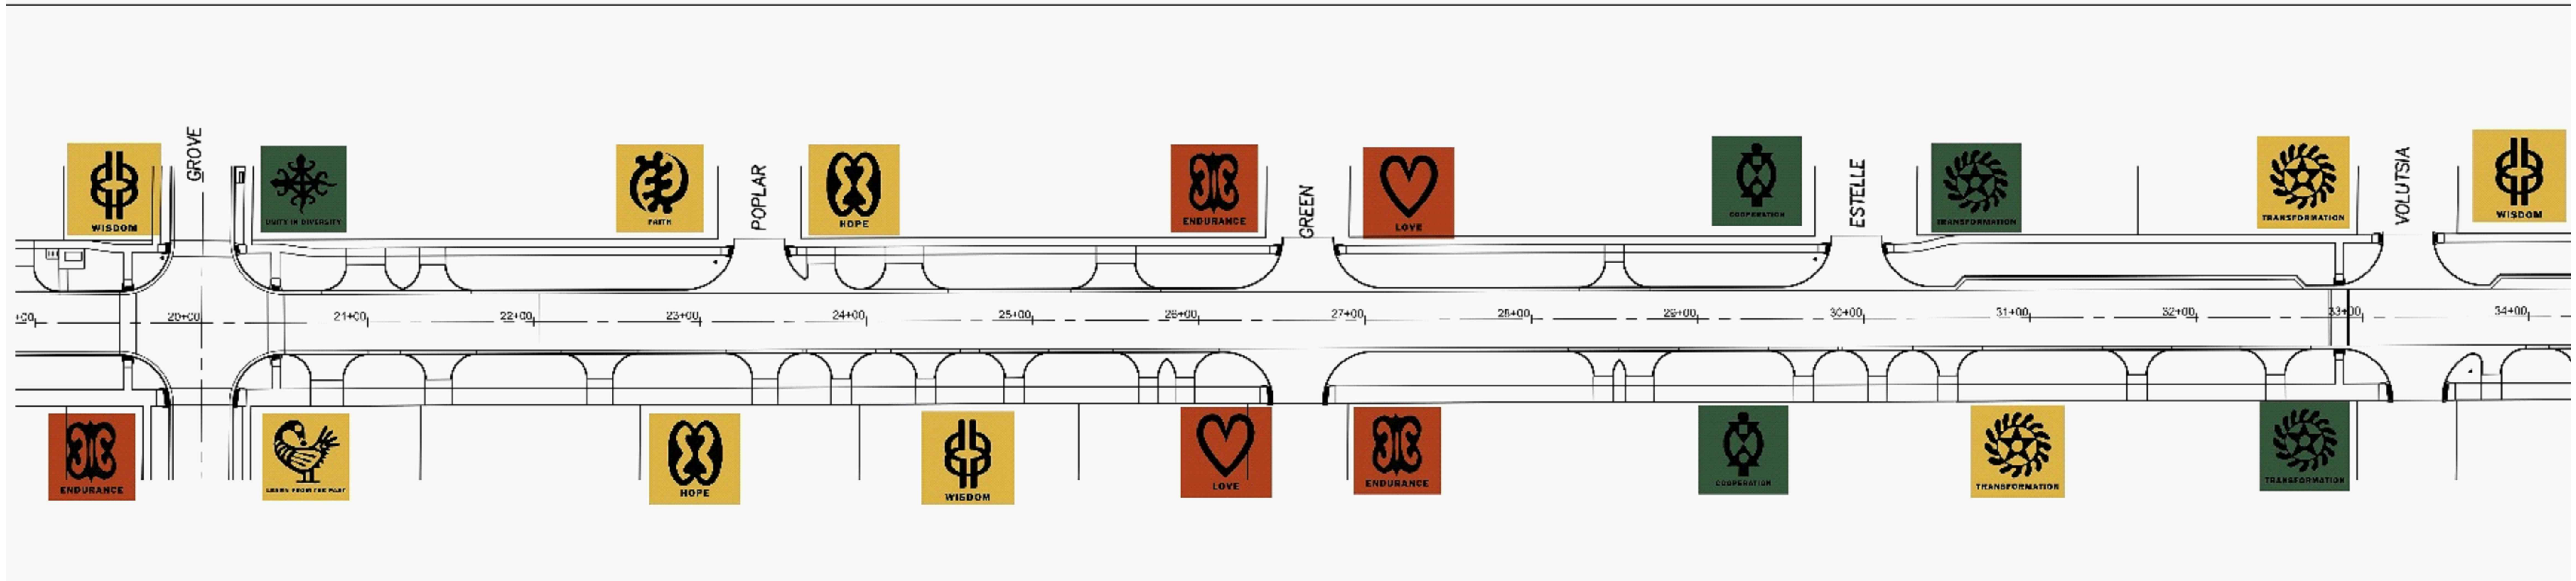 WISDOM
GROVE
UNITY IN DIVERSITY
FAITH
POPLAR
HOPE
ENDURANCE
GREEN
LOVE
COOPERATION
ESTELLE
TRANSFORMATION
TRANSFORMATION
VOLUTSIA
WISDOM
+00 20+00 21+00 22+00 23+00 24+00 25+00 26+00 27+00 28+00 29+00 30+00 31+00 32+00 33+00 34+00
ENDURANCE
LEARN FROM THE PAST
HOPE
WISDOM
LOVE
ENDURANCE
COOPERATION
TRANSFORMATION
TRANSFORMATION